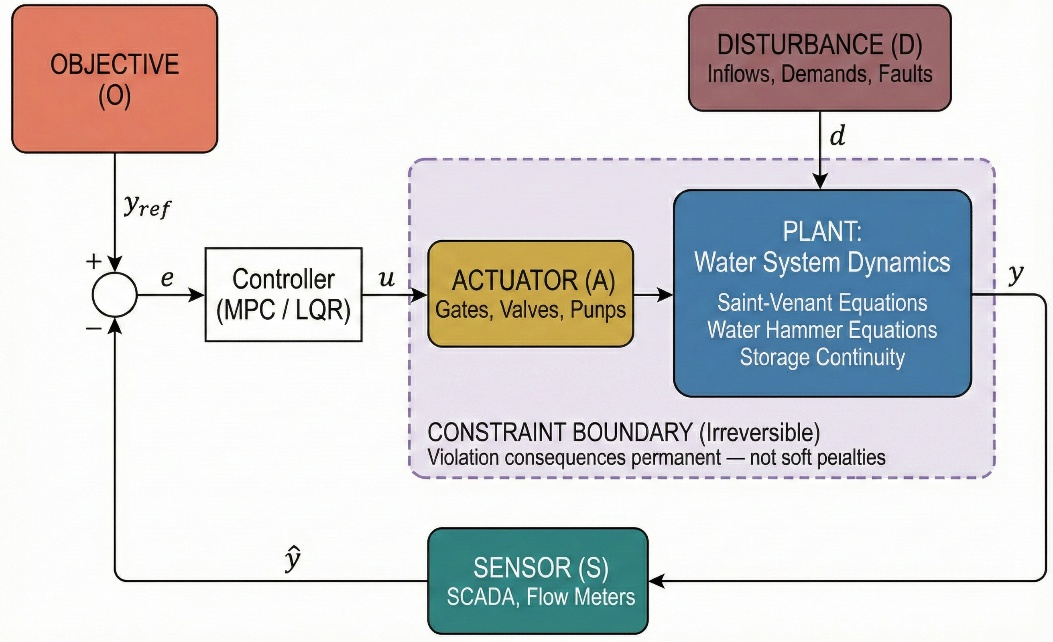 OBJECTIVE
(O)
DISTURBANCE (D)
Inflows, Demands, Faults
d
y_ref
+
e
−
Controller
(MPC / LQR)
u
ACTUATOR (A)
Gates, Valves, Punps
PLANT:
Water System Dynamics
Saint-Venant Equations
Water Hammer Equations
Storage Continuity
y
CONSTRAINT BOUNDARY (Irreversible)
Violation consequences permanent — not soft peıalties
ŷ
SENSOR (S)
SCADA, Flow Meters